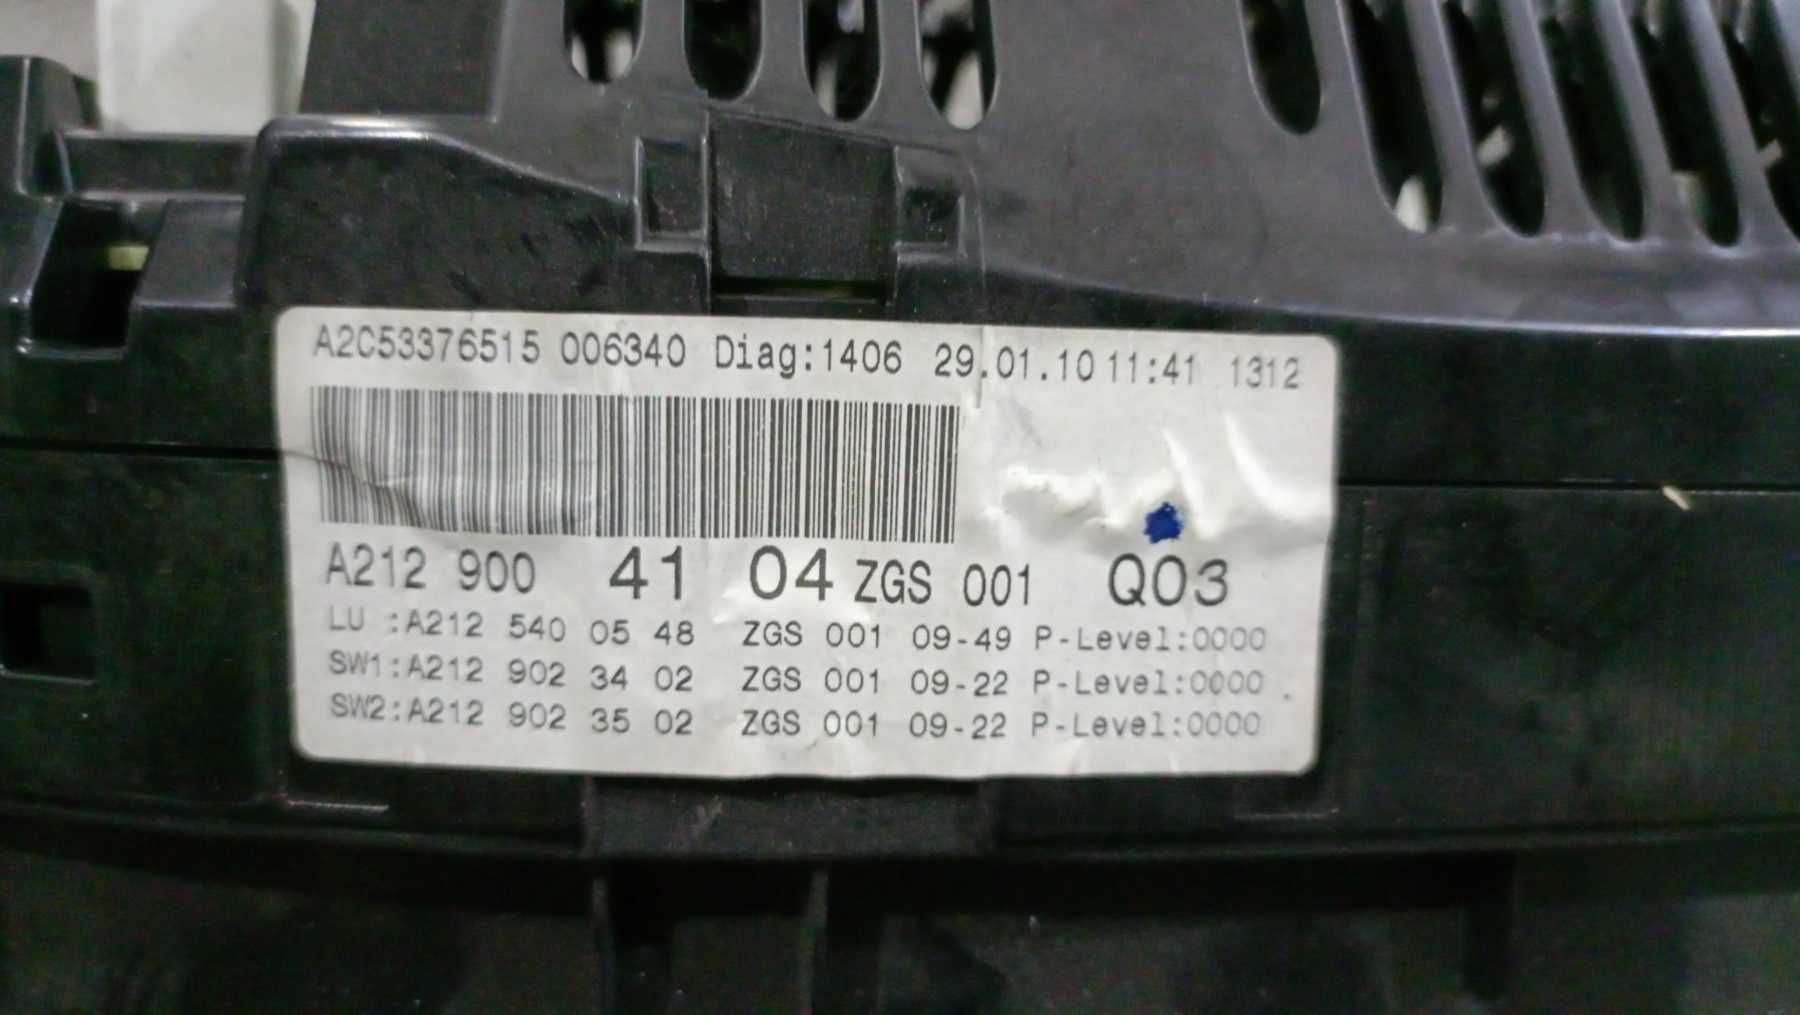 A2C53376515 006340 Diag:1406 29.01.10 11:41 1312
A212 900 41 04 ZGS 001 Q03
LU :A212 540 05 48 ZGS 001 09-49 P-Level:0000
SW1:A212 902 34 02 ZGS 001 09-22 P-Level:0000
SW2:A212 902 35 02 ZGS 001 09-22 P-Level:0000